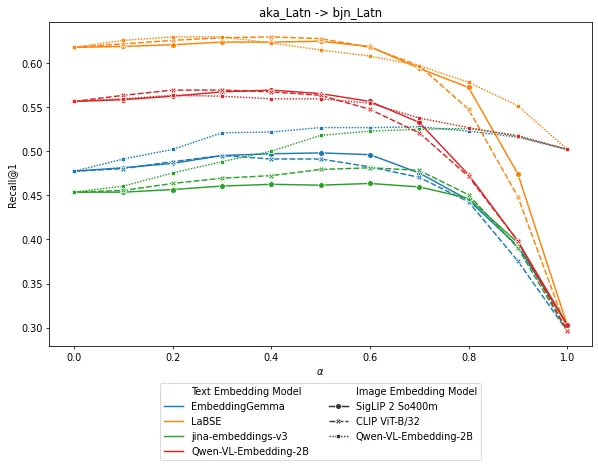 aka_Latn -> bjn_Latn
Recall@1
0.60
0.55
0.50
0.45
0.40
0.35
0.30
0.0 0.2 0.4 0.6 0.8 1.0
α
Text Embedding Model Image Embedding Model
EmbeddingGemma SigLIP 2 So400m
LaBSE CLIP ViT-B/32
jina-embeddings-v3 Qwen-VL-Embedding-2B
Qwen-VL-Embedding-2B